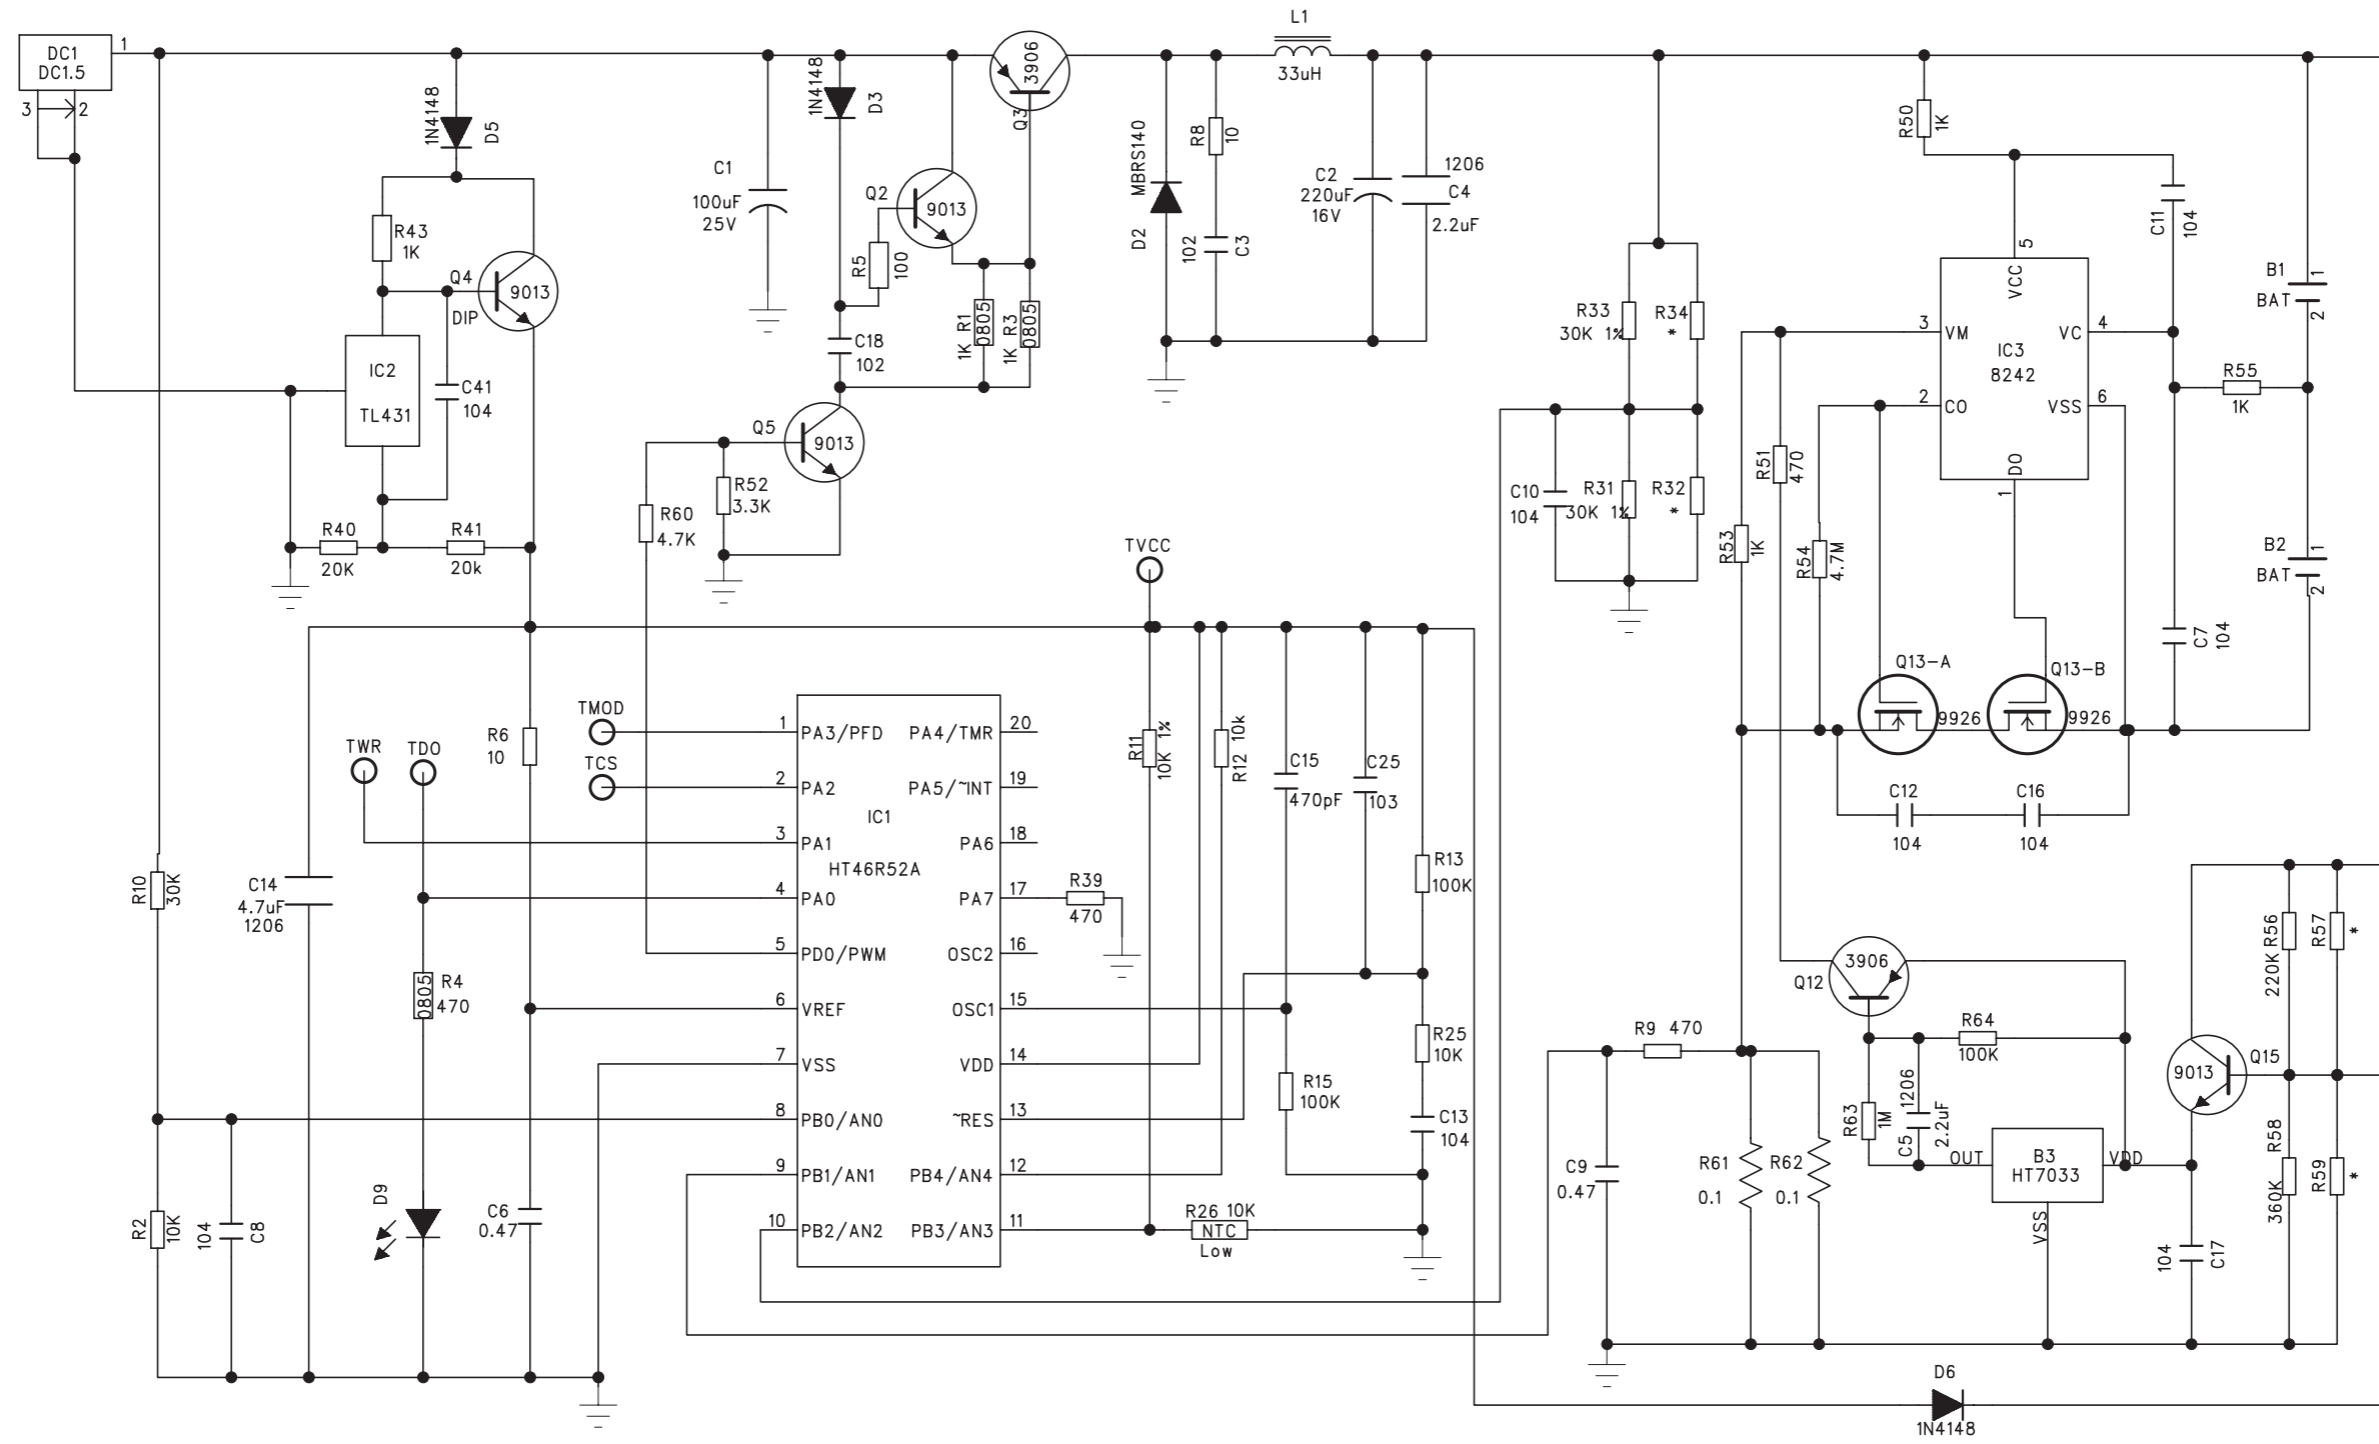 DC1
DC1.5
1
3
2
1N4148
D5
R43
1K
Q4
DIP
9013
IC2
TL431
C41
104
R40
20K
R41
20k
C1
100uF
25V
1N4148
D3
Q2
9013
R5
100
C18
102
1K R1
0805
1K R3
0805
3906
Q3
Q5
9013
R52
3.3K
R60
4.7K
MBRS140
D2
R8
10
102
C3
L1
33uH
C2
220uF
16V
1206
C4
2.2uF
R33
30K 1%
R34
*
C10
104
R31
30K 1%
R32
*
R50
1K
C11
104
5
VCC
3
VM
VC
4
IC3
8242
2
CO
VSS
6
DO
1
R55
1K
B1
BAT
1
2
B2
BAT
1
2
R53
1K
R51
470
R54
4.7M
C7
104
Q13-A
9926
Q13-B
9926
C12
104
C16
104
TVCC
TMOD
TCS
TWR
TDO
R6
10
1
PA3/PFD
PA4/TMR
20
2
PA2
PA5/~INT
19
IC1
3
PA1
PA6
18
HT46R52A
4
PA0
PA7
17
5
PD0/PWM
OSC2
16
6
VREF
OSC1
15
7
VSS
VDD
14
8
PB0/AN0
~RES
13
9
PB1/AN1
PB4/AN4
12
10
PB2/AN2
PB3/AN3
11
R10
30K
C14
4.7uF
1206
0805
R4
470
R2
10K
104
C8
D9
C6
0.47
R39
470
R11
10K 1%
R12 10k
C15
470pF
C25
103
R13
100K
R25
10K
R15
100K
C13
104
R26 10K
NTC
Low
C9
0.47
R9 470
R61
0.1
R62
0.1
3906
Q12
R64
100K
R63
1M
1206
C5
2.2uF
OUT
B3
HT7033
VDD
VSS
9013
Q15
104
C17
220K R56
R57
*
360K R58
R59
*
D6
1N4148